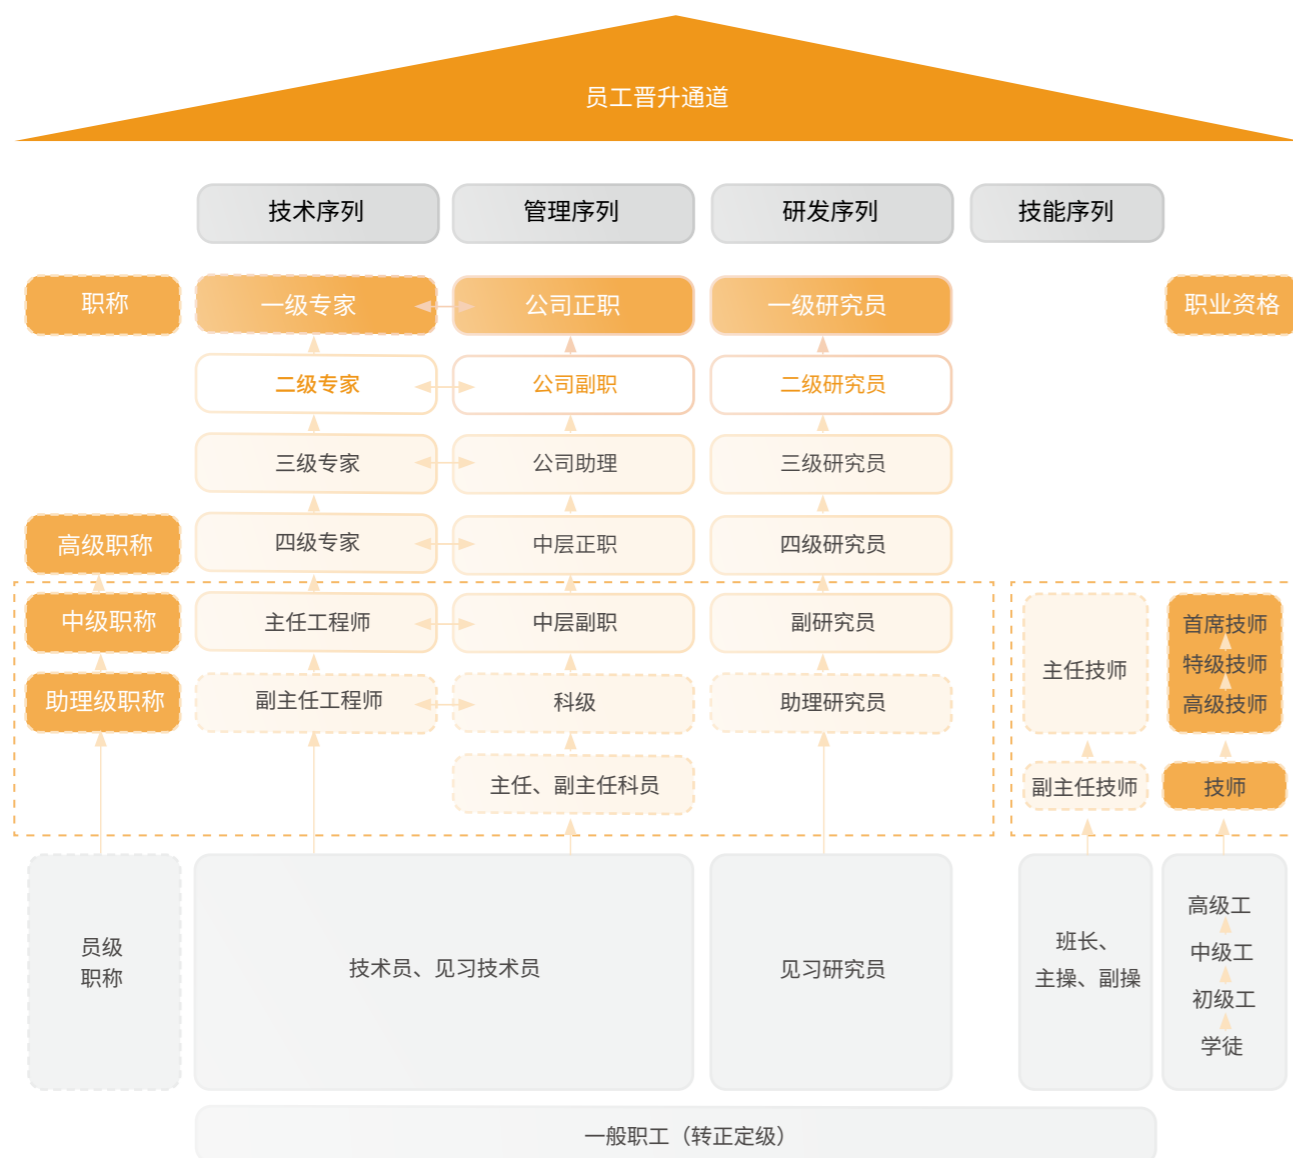 员工晋升通道
技术序列
管理序列
研发序列
技能序列
职称
一级专家
公司正职
一级研究员
职业资格
二级专家
公司副职
二级研究员
三级专家
公司助理
三级研究员
高级职称
四级专家
中层正职
四级研究员
中级职称
主任工程师
中层副职
副研究员
主任技师
首席技师
特级技师
高级技师
助理级职称
副主任工程师
科级
助理研究员
主任、副主任科员
副主任技师
技师
员级
职称
技术员、见习技术员
见习研究员
班长、
主操、副操
高级工
中级工
初级工
学徒
一般职工（转正定级）